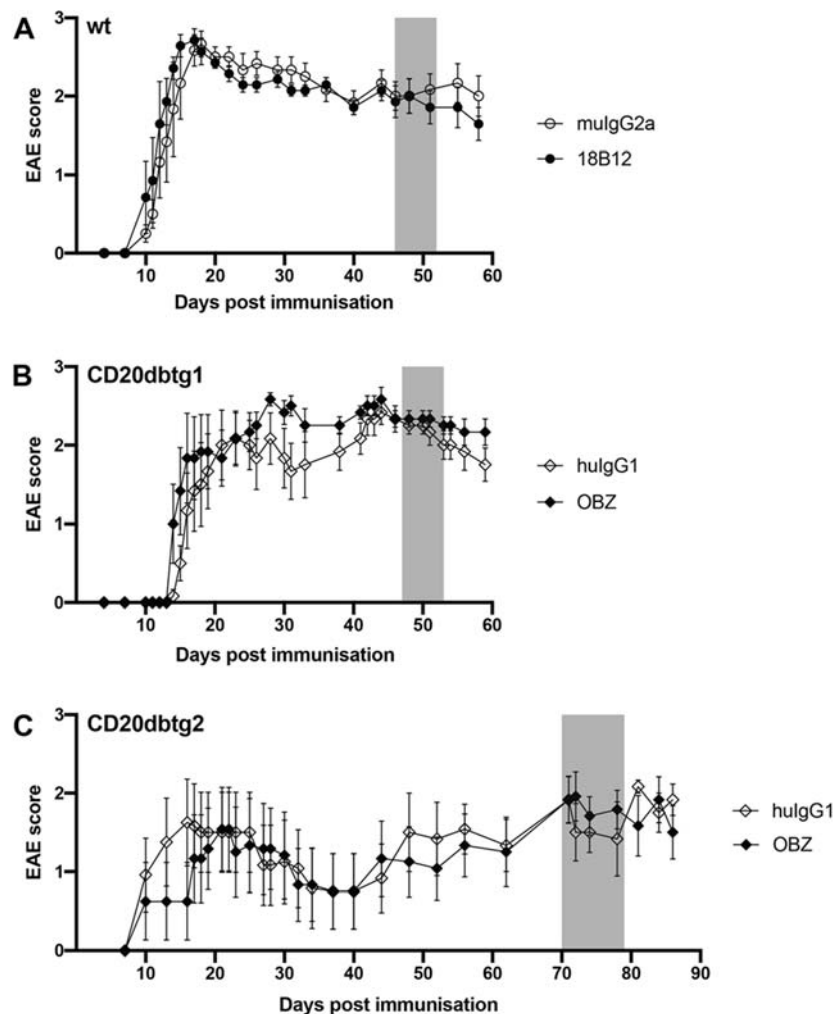 A wt
3
2
1
0
EAE score
10 20 30 40 50 60
Days post immunisation
muIgG2a
18B12
B CD20dbtg1
3
2
1
0
EAE score
10 20 30 40 50 60
Days post immunisation
huIgG1
OBZ
C CD20dbtg2
3
2
1
0
EAE score
10 20 30 40 50 60 70 80 90
Days post immunisation
huIgG1
OBZ